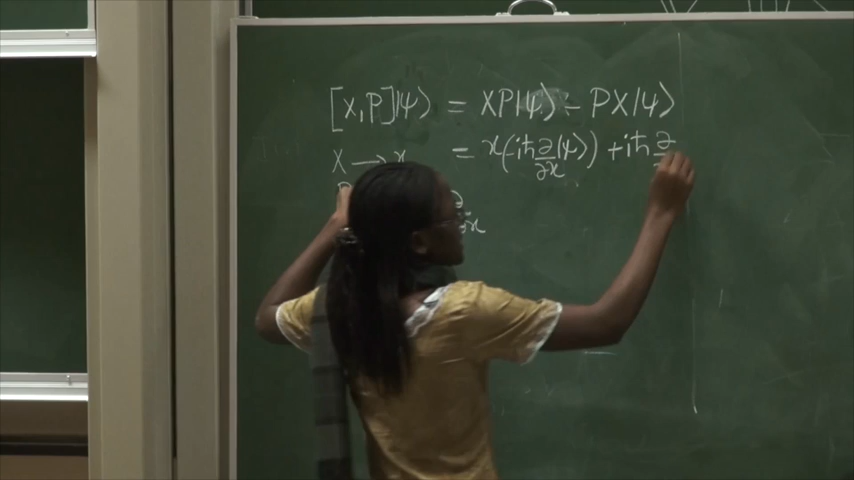 [X,P]|ψ⟩ = XP|ψ⟩ - PX|ψ⟩
X → x = x(-iħ ∂/∂x |ψ⟩) + iħ ∂
P ∂/∂x